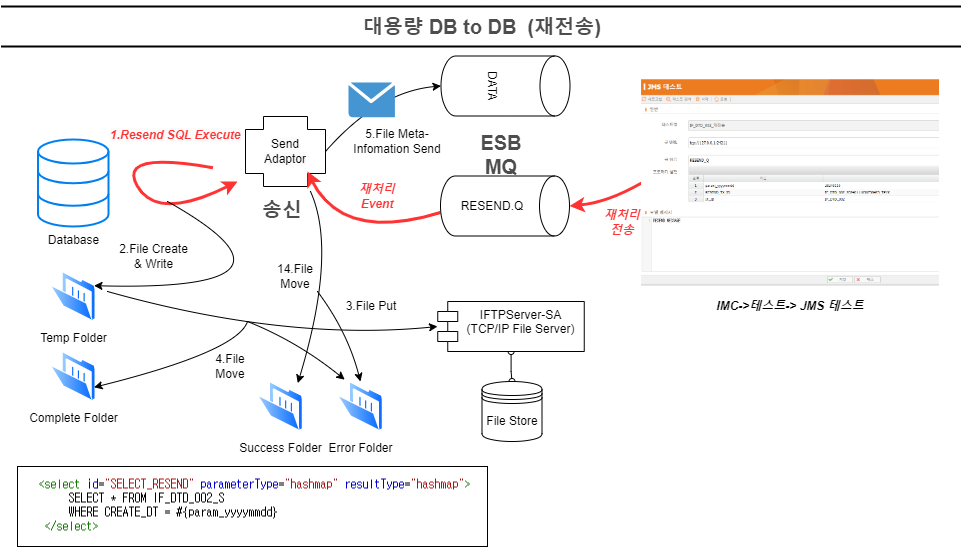 대용량 DB to DB (재전송)
DATA
JMS 테스트
1.Resend SQL Execute
Send
Adaptor
5.File Meta-
Infomation Send
ESB
MQ
RESEND_Q
재처리
Event
RESEND.Q
송신
재처리
전송
Database
2.File Create
& Write
14.File
Move
3.File Put
IFTPServer-SA
(TCP/IP File Server)
IMC->테스트-> JMS 테스트
Temp Folder
4.File
Move
Complete Folder
File Store
Success Folder
Error Folder
<select id="SELECT_RESEND" parameterType="hashmap" resultType="hashmap">
SELECT * FROM IF_DTD_002_S
WHERE CREATE_DT = #{param_yyyymmdd}
</select>